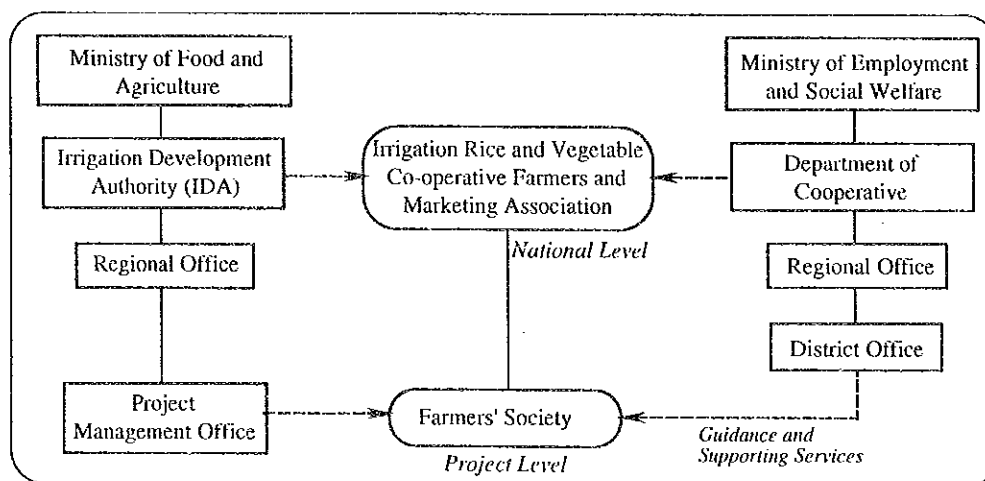 Ministry of Food and
Agriculture
Ministry of Employment
and Social Welfare
Irrigation Development
Authority (IDA)
Irrigation Rice and Vegetable
Co-operative Farmers and
Marketing Association
Department of
Cooperative
National Level
Regional Office
Regional Office
District Office
Project
Management Office
Farmers' Society
Project Level
Guidance and
Supporting Services